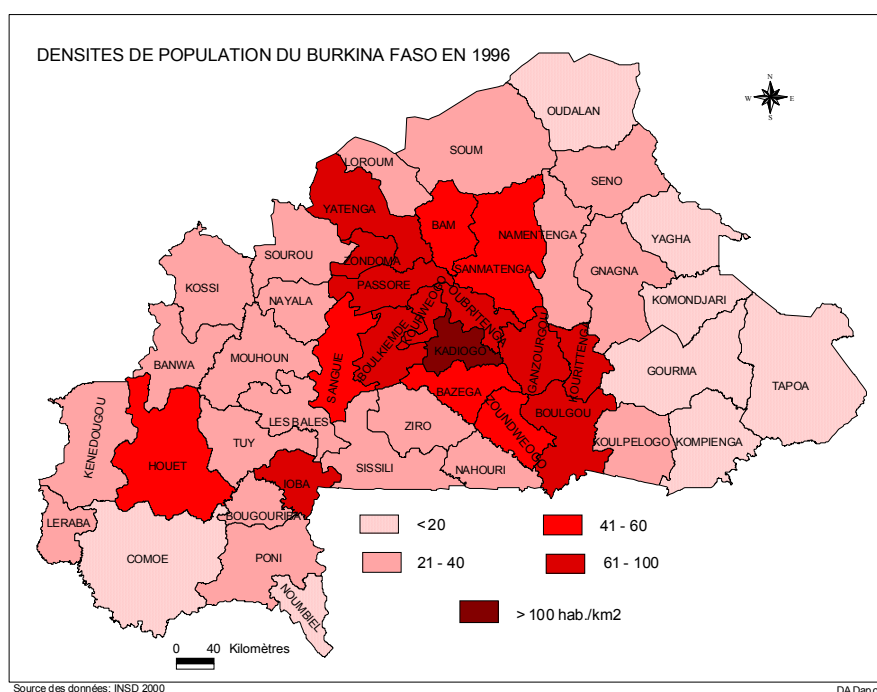 DENSITES DE POPULATION DU BURKINA FASO EN 1996
N
W E
S
OUDALAN
SOUM
LOROUM
SENO
YATENGA
BAM
NAMENTENGA
YAGHA
SOUROU
ZONDOMA
SANMATENGA
GNAGNA
KOSSI
PASSORE
NAYALA
KOMONDJARI
KOURWEOGO
OUBRITENGA
BANWA
MOUHOUN
BOULKIEMDE
KADIOGO
GANZOURGOU
KOURITTENGA
SANGUIE
GOURMA
TAPOA
BAZEGA
KENEDOUGOU
LES BALES
ZIRO
ZOUNDWEOGO
BOULGOU
TUY
KOULPELOGO
KOMPIENGA
HOUET
SISSILI
NAHOURI
IOBA
LERABA
BOUGOURIBA
COMOE
PONI
NOUMBIEL
< 20
41 - 60
21 - 40
61 - 100
> 100 hab./km2
0 40 Kilomètres
Source des données: INSD 2000